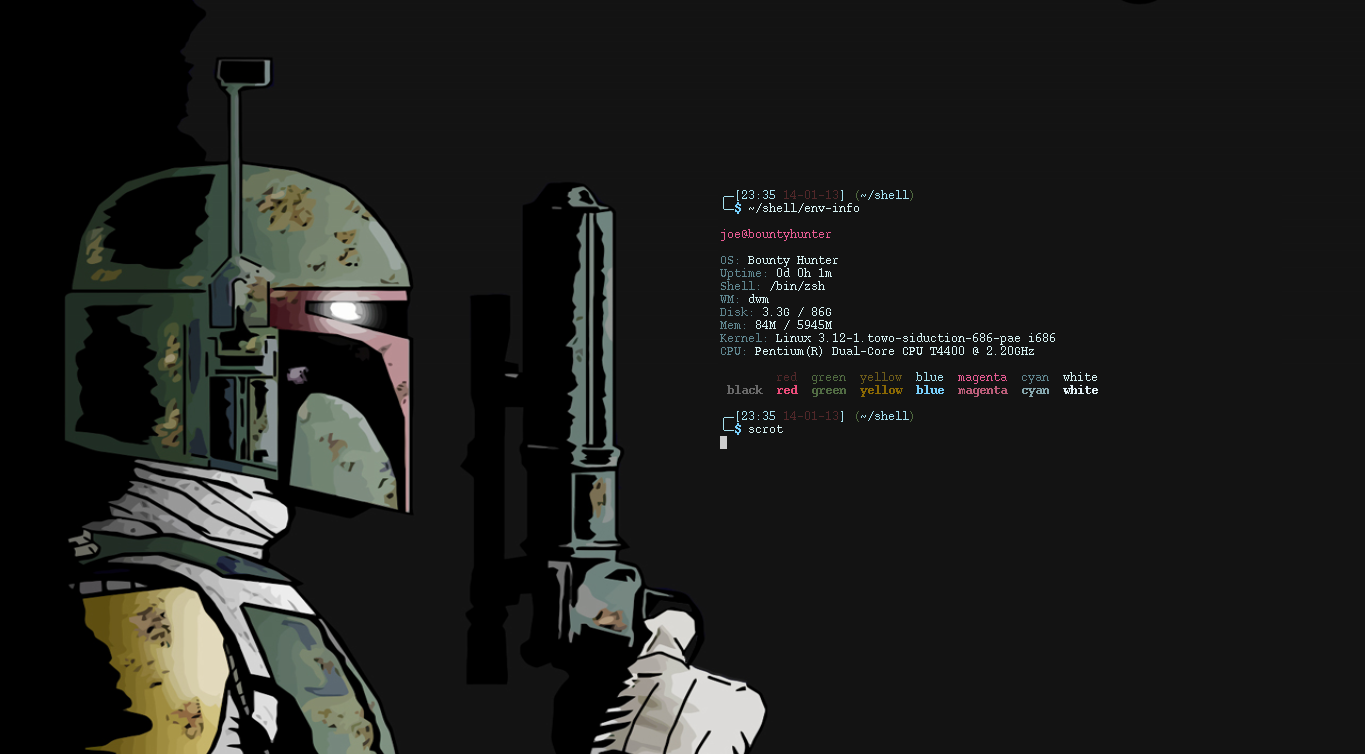 ┌─[23:35 14-01-13] (~/shell)
└─$ ~/shell/env-info
joe@bountyhunter
OS: Bounty Hunter
Uptime: 0d 0h 1m
Shell: /bin/zsh
WM: dwm
Disk: 3.3G / 86G
Mem: 84M / 5945M
Kernel: Linux 3.12-1.towo-siduction-686-pae i686
CPU: Pentium(R) Dual-Core CPU T4400 @ 2.20GHz
red green yellow blue magenta cyan white
black red green yellow blue magenta cyan white
┌─[23:35 14-01-13] (~/shell)
└─$ scrot